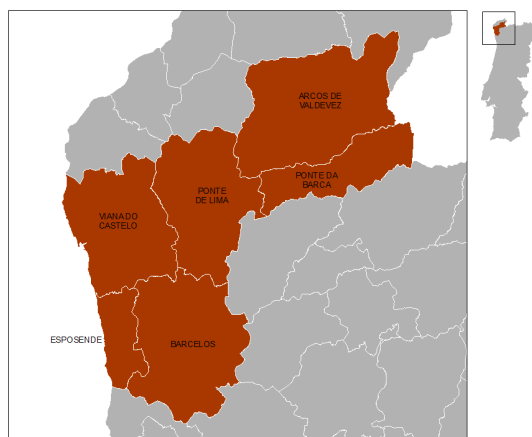 ARCOS DE
VALDEVEZ
PONTE DA
BARCA
PONTE
DE LIMA
VIANA DO
CASTELO
ESPOSENDE
BARCELOS